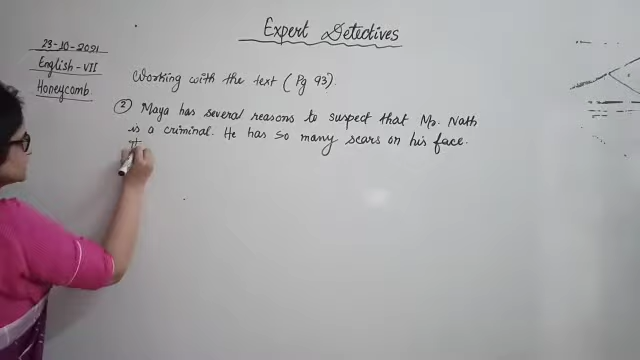 Expert Detectives
23-10-2021
English-VII
Honeycomb
Working with the text (Pg 93).
② Maya has several reasons to suspect that Mr. Nath
is a criminal. He has so many scars on his face.